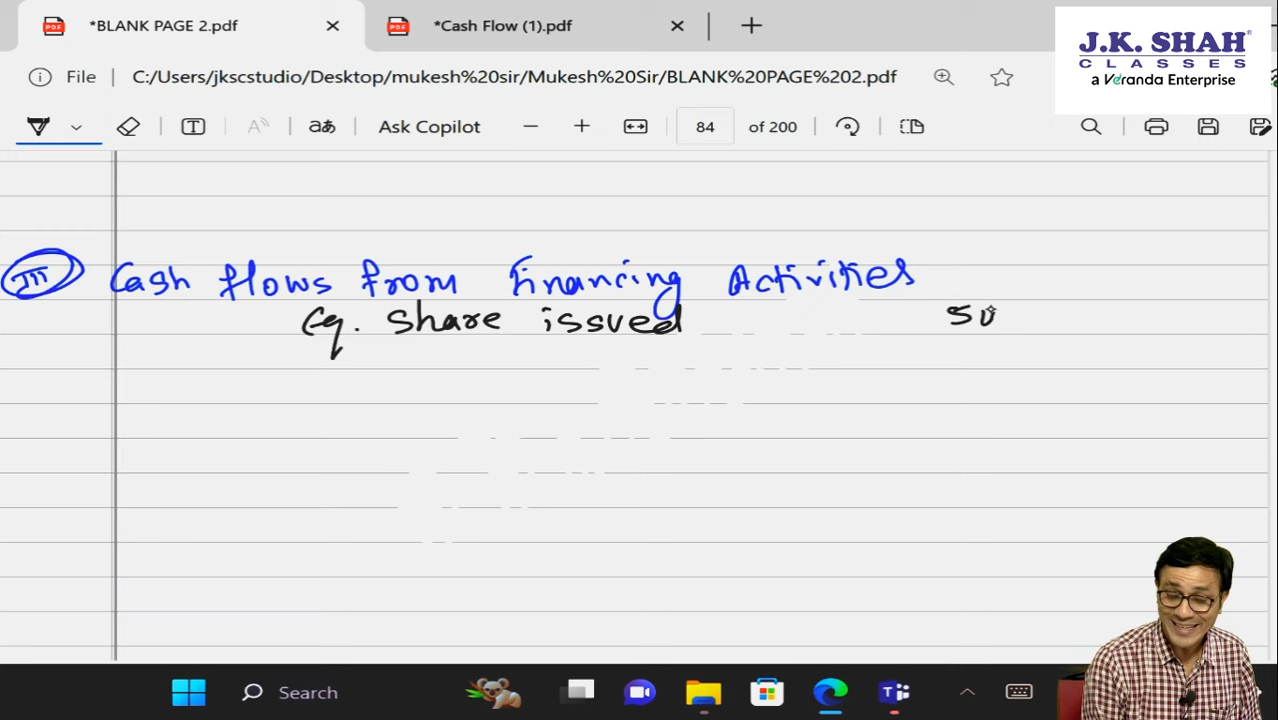 *BLANK PAGE 2.pdf
*Cash Flow (1).pdf
J.K. SHAH®
CLASSES
a Veranda Enterprise
File C:/Users/jkscstudio/Desktop/mukesh%20sir/Mukesh%20Sir/BLANK%20PAGE%202.pdf
aあ Ask Copilot 84 of 200
III Cash flows from Financing Activities
Eq. Share issued
Search